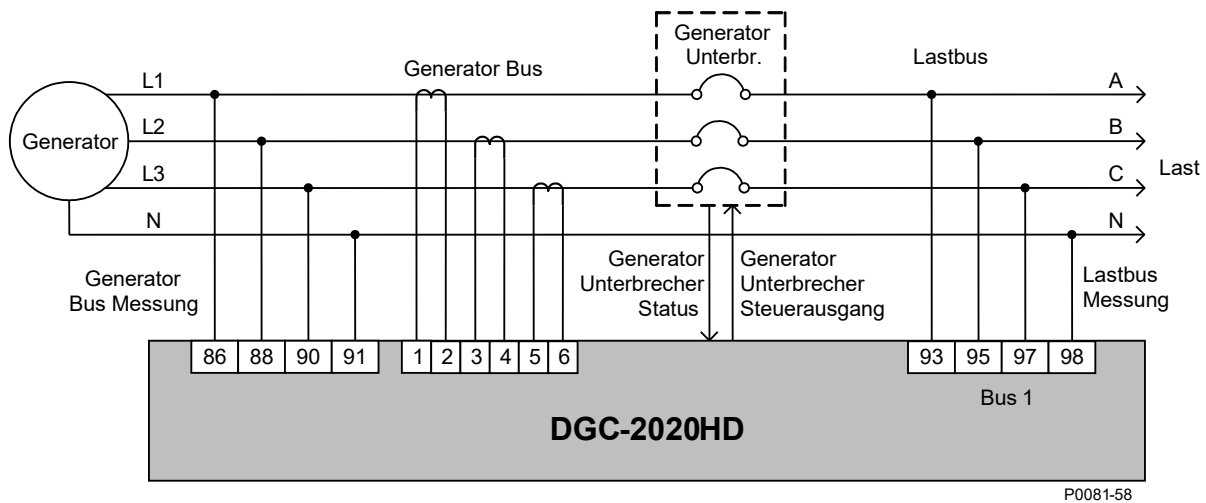 Generator
Unterbr.
Generator Bus
Lastbus
L1
A
L2
B
Generator
L3
C
Last
N
N
Generator
Bus Messung
Generator
Unterbrecher
Status
Generator
Unterbrecher
Steuerausgang
Lastbus
Messung
86 88 90 91 1 2 3 4 5 6 93 95 97 98
Bus 1
DGC-2020HD
P0081-58